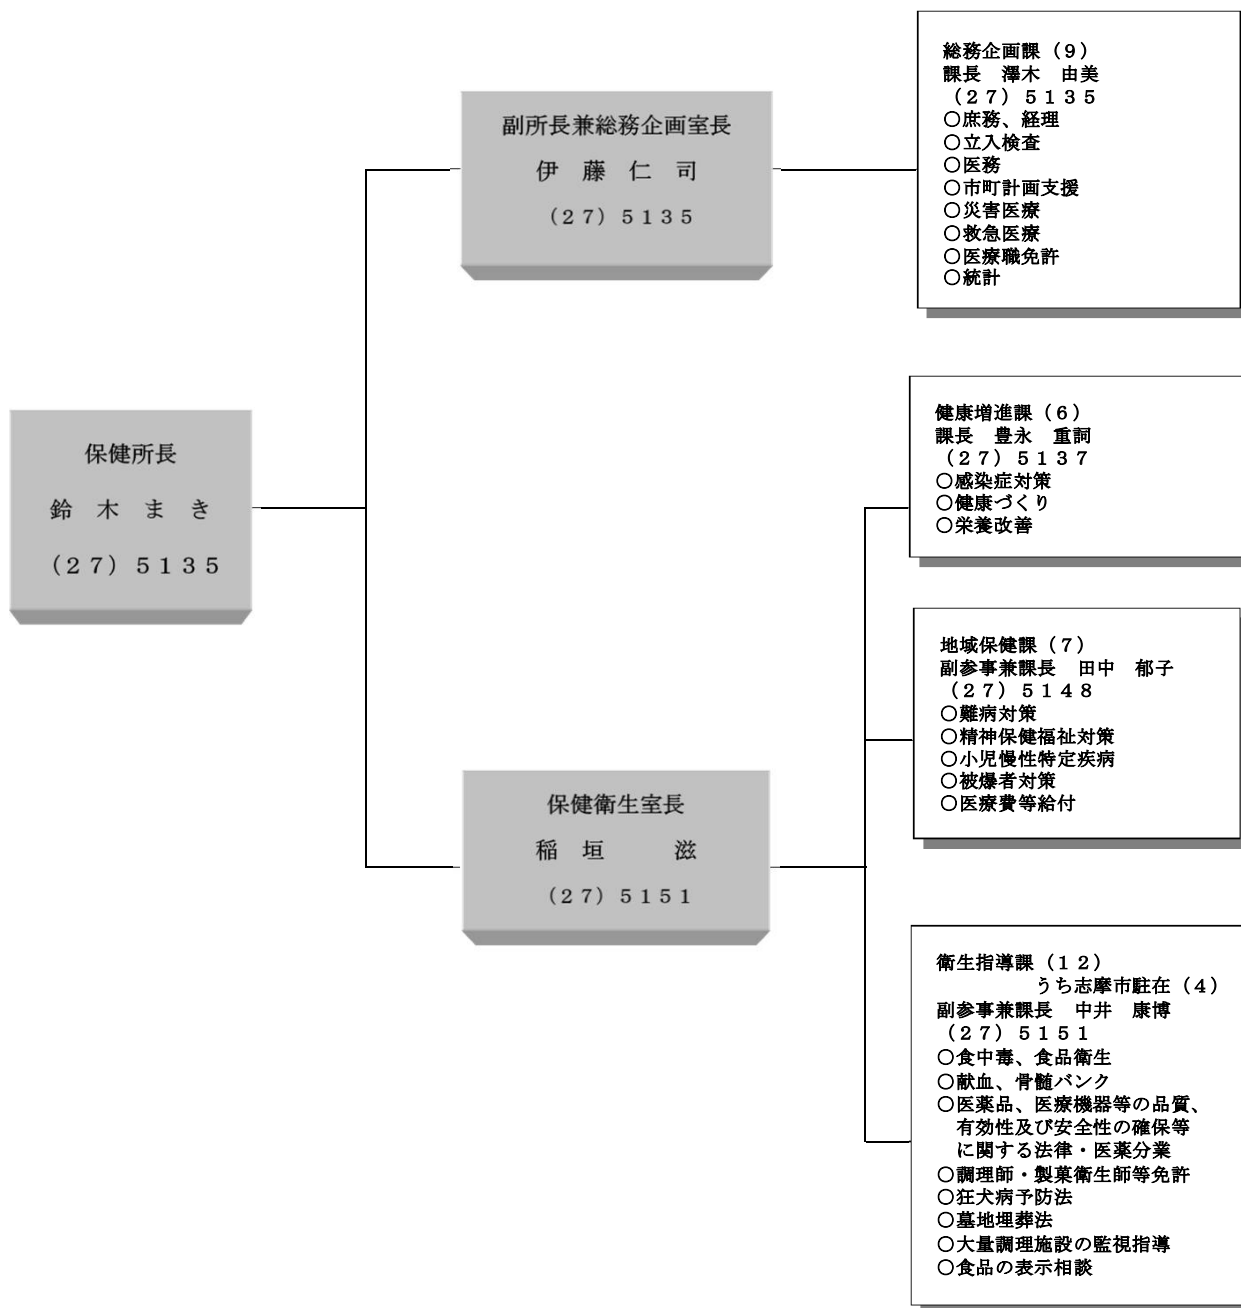 保健所長
鈴　木　ま　き
（２７）５１３５
副所長兼総務企画室長
伊　藤　仁　司
（２７）５１３５
保健衛生室長
稲　垣　　　滋
（２７）５１５１
総務企画課（９）
課長　澤木　由美
（２７）５１３５
○庶務、経理
○立入検査
○医務
○市町計画支援
○災害医療
○救急医療
○医療職免許
○統計
健康増進課（６）
課長　豊永　重詞
（２７）５１３７
○感染症対策
○健康づくり
○栄養改善
地域保健課（７）
副参事兼課長　田中　郁子
（２７）５１４８
○難病対策
○精神保健福祉対策
○小児慢性特定疾病
○被爆者対策
○医療費等給付
衛生指導課（１２）
うち志摩市駐在（４）
副参事兼課長　中井　康博
（２７）５１５１
○食中毒、食品衛生
○献血、骨髄バンク
○医薬品、医療機器等の品質、
有効性及び安全性の確保等
に関する法律・医薬分業
○調理師・製菓衛生師等免許
○狂犬病予防法
○墓地埋葬法
○大量調理施設の監視指導
○食品の表示相談